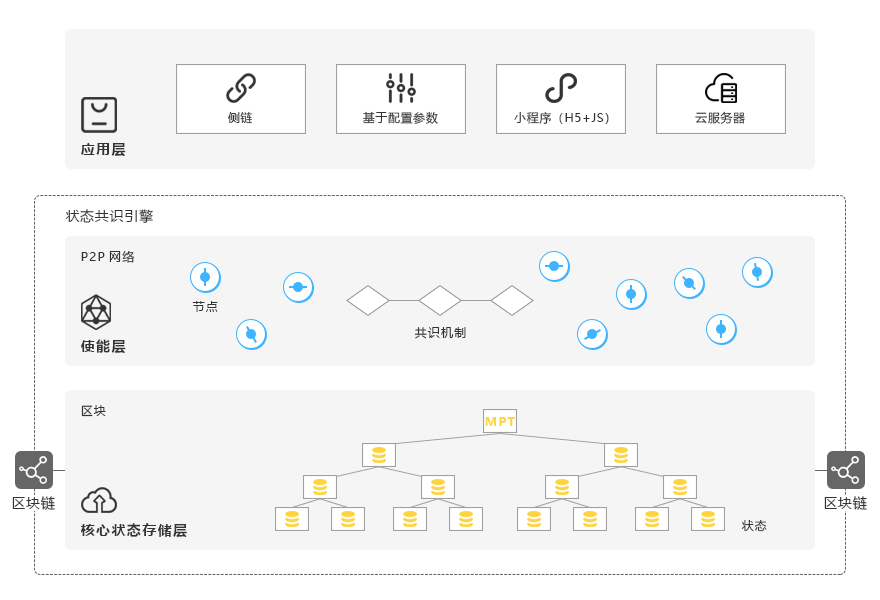 侧链
基于配置参数
小程序（H5+JS）
云服务器
应用层
状态共识引擎
P2P 网络
节点
共识机制
使能层
区块
MPT
区块链
区块链
状态
核心状态存储层